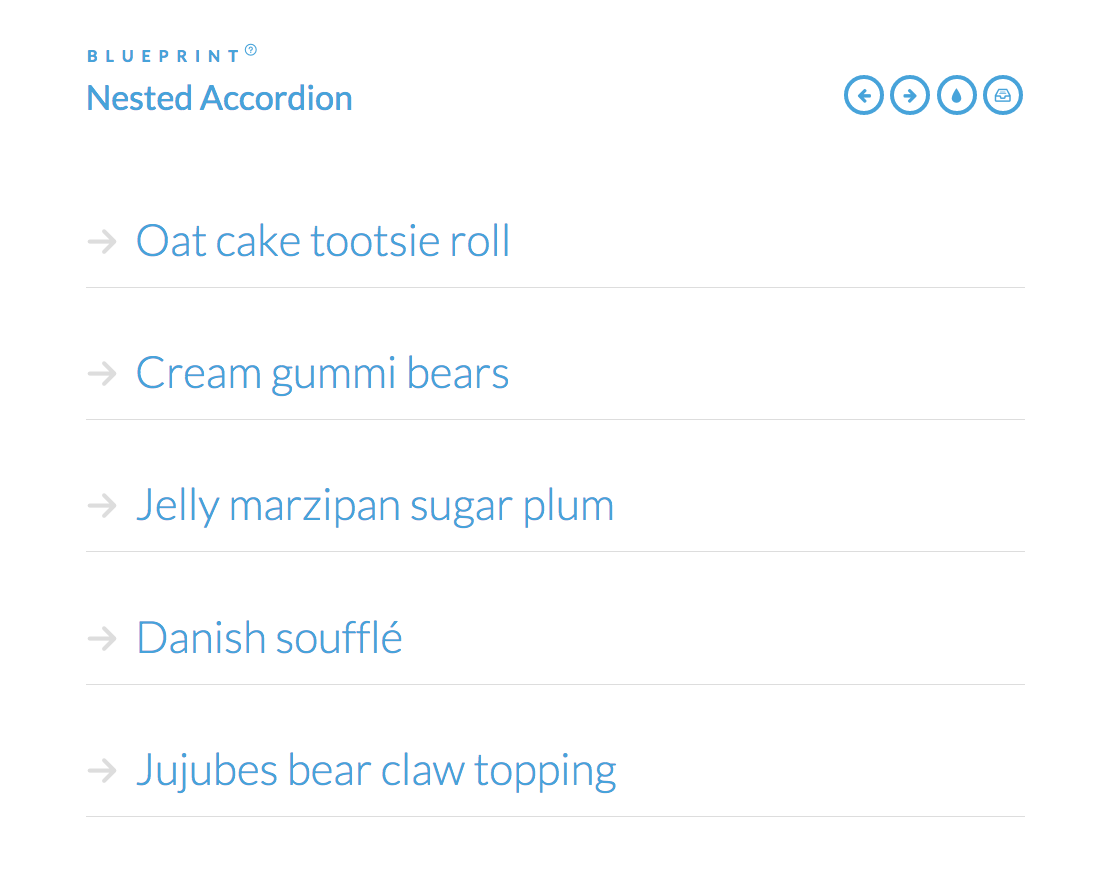 BLUEPRINT
Nested Accordion
Oat cake tootsie roll
Cream gummi bears
Jelly marzipan sugar plum
Danish soufflé
Jujubes bear claw topping